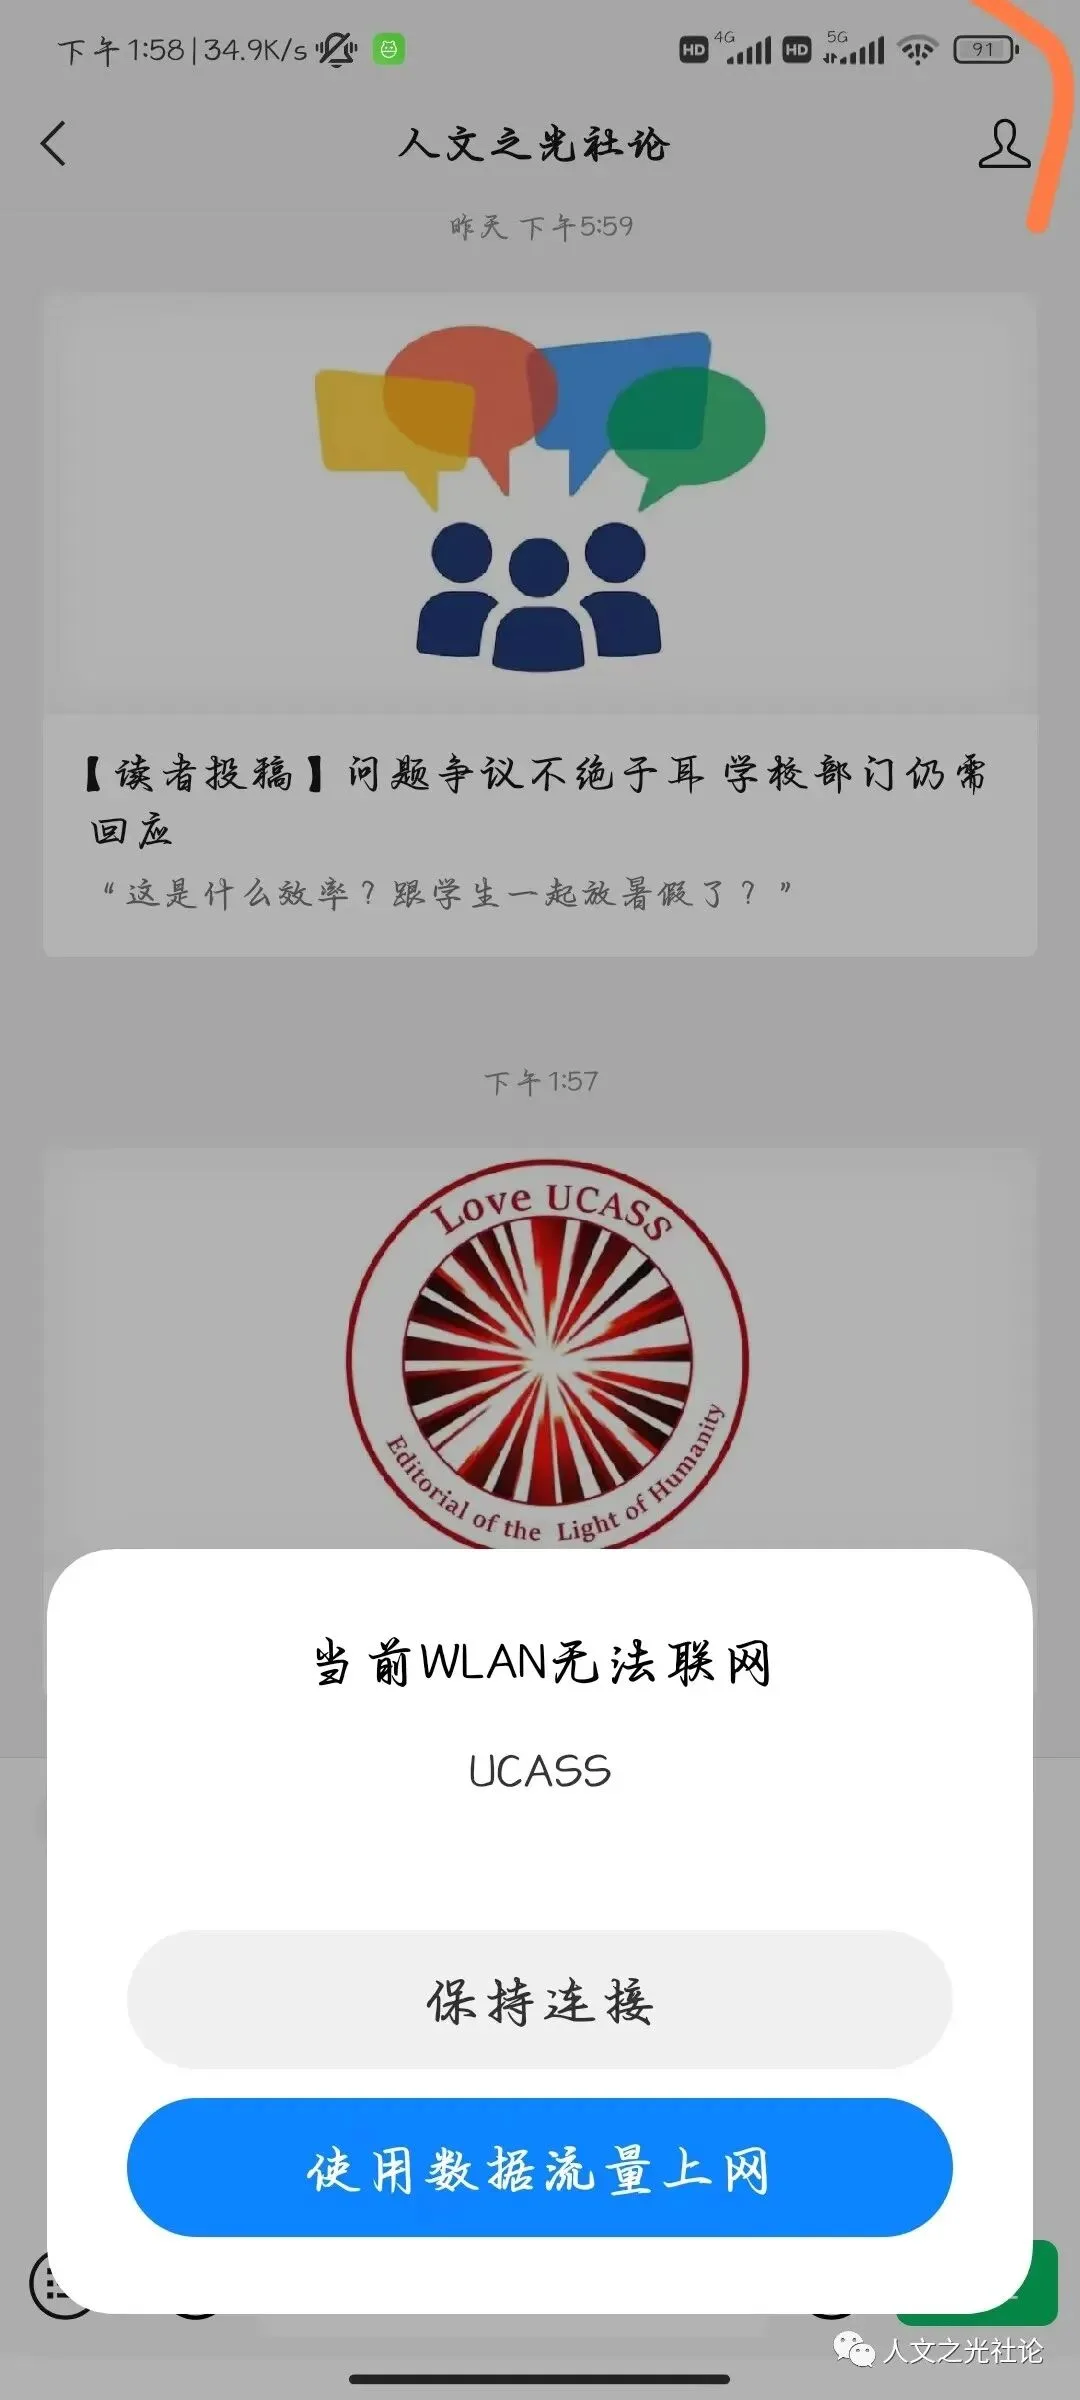 下午1:58 | 34.9K/s
HD 4G HD 5G 91
人文之光社论
昨天 下午5:59
【读者投稿】问题争议不绝于耳 学校部门仍需
回应
“这是什么效率？跟学生一起放暑假了？”
下午1:57
Love UCASS
Editorial of the Light of Humanity
当前WLAN无法联网
UCASS
保持连接
使用数据流量上网
人文之光社论